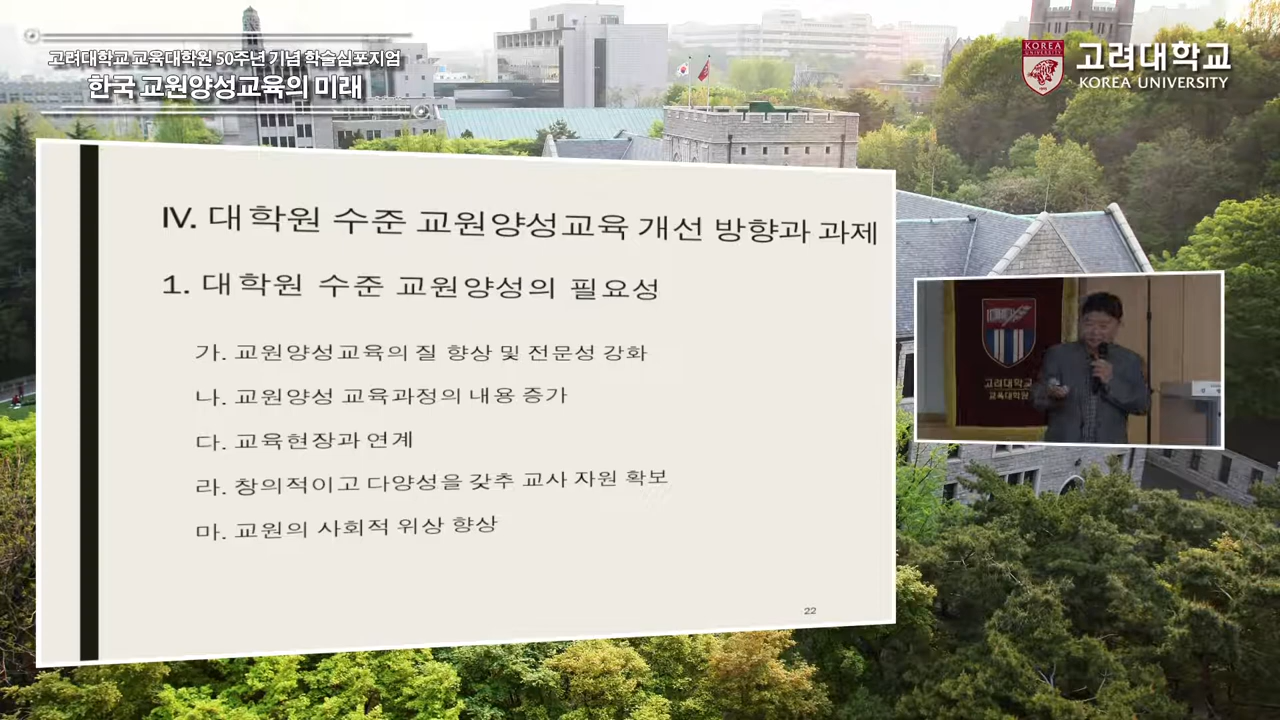 고려대학교 교육대학원 50주년 기념 학술심포지엄
한국 교원양성교육의 미래
KOREA
UNIVERSITY
고려대학교
KOREA UNIVERSITY
Ⅳ. 대학원 수준 교원양성교육 개선 방향과 과제
1. 대학원 수준 교원양성의 필요성
가. 교원양성교육의 질 향상 및 전문성 강화
나. 교원양성 교육과정의 내용 증가
다. 교육현장과 연계
라. 창의적이고 다양성을 갖추 교사 자원 확보
마. 교원의 사회적 위상 향상
22
고려대학교
교육대학원